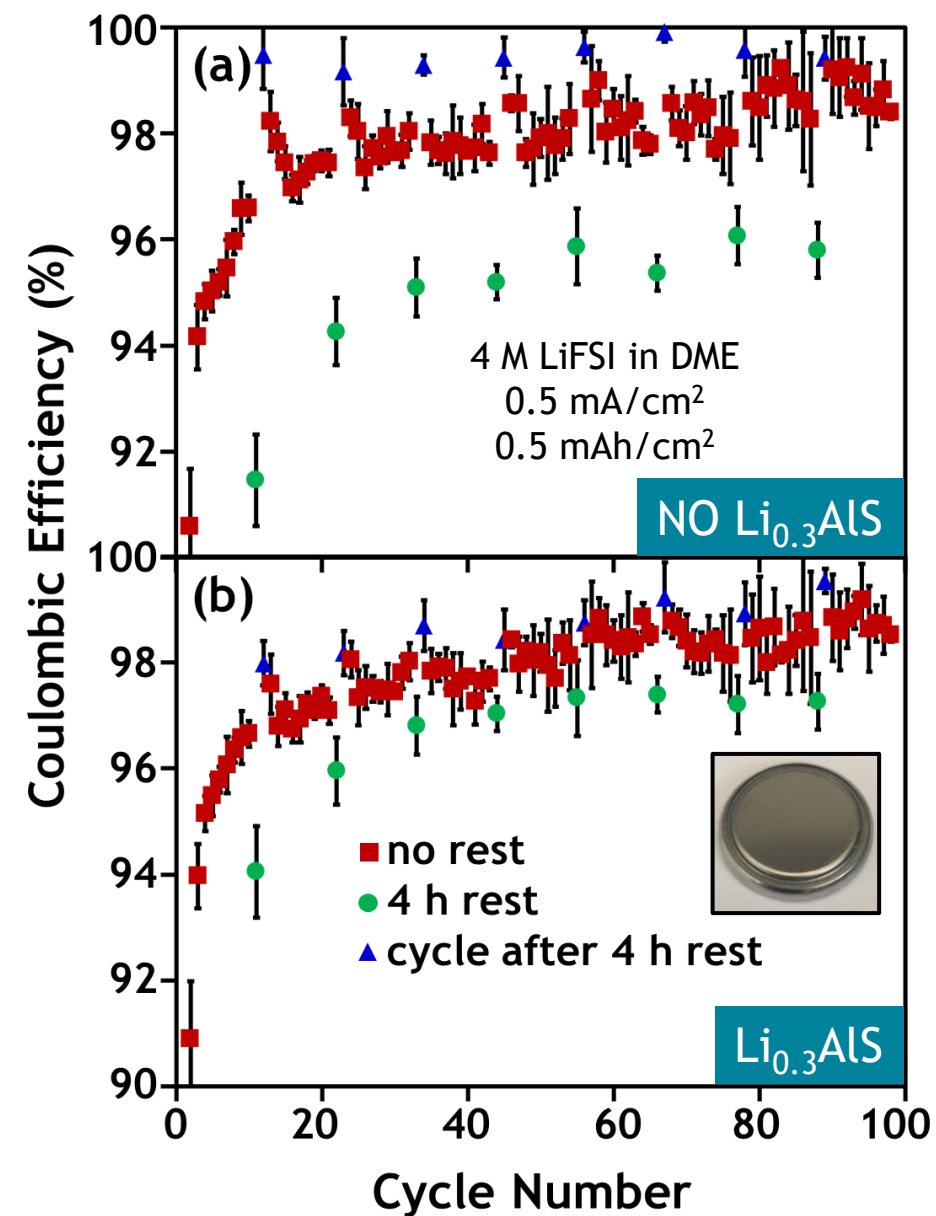 Coulombic Efficiency (%)
100
98
96
94
92
(a)
4 M LiFSI in DME
0.5 mA/cm²
0.5 mAh/cm²
NO Li₀.₃AlS
100
98
96
94
92
90
(b)
no rest
4 h rest
cycle after 4 h rest
Li₀.₃AlS
0 20 40 60 80 100
Cycle Number